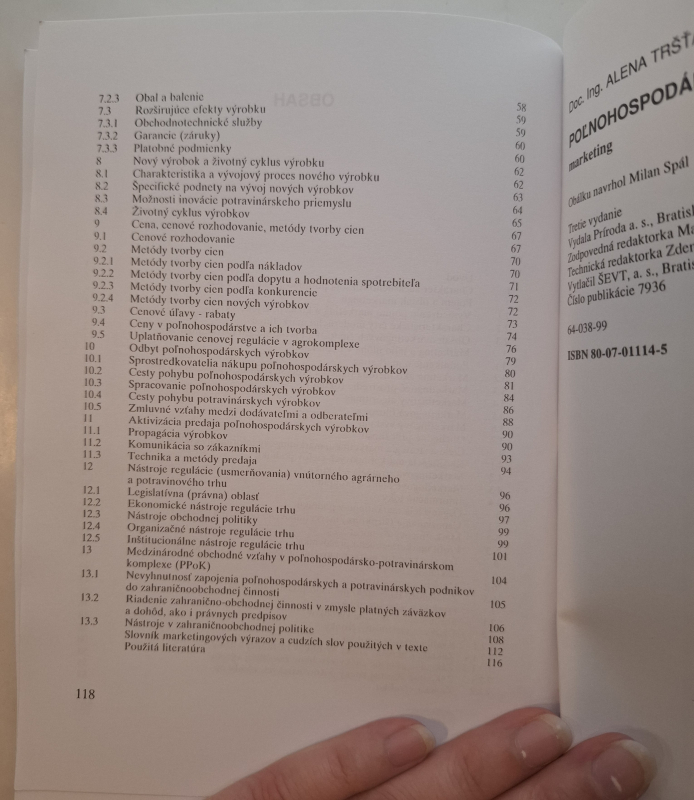 7.2.3 Obal a balenie 58
7.3 Rozširujúce efekty výrobku 59
7.3.1 Obchodnotechnické služby 59
7.3.2 Garancie (záruky) 60
7.3.3 Platobné podmienky 60
8 Nový výrobok a životný cyklus výrobku 62
8.1 Charakteristika a vývojový proces nového výrobku 62
8.2 Špecifické podnety na vývoj nových výrobkov 63
8.3 Možnosti inovácie potravinárskeho priemyslu 64
8.4 Životný cyklus výrobkov 65
9 Cena, cenové rozhodovanie, metódy tvorby cien 67
9.1 Cenové rozhodovanie 67
9.2 Metódy tvorby cien 70
9.2.1 Metódy tvorby cien podľa nákladov 70
9.2.2 Metódy tvorby cien podľa dopytu a hodnotenia spotrebiteľa 71
9.2.3 Metódy tvorby cien podľa konkurencie 72
9.2.4 Metódy tvorby cien nových výrobkov 72
9.3 Cenové úľavy - rabaty 73
9.4 Ceny v poľnohospodárstve a ich tvorba 74
9.5 Uplatňovanie cenovej regulácie v agrokomplexe 76
10 Odbyt poľnohospodárskych výrobkov 79
10.1 Sprostredkovatelia nákupu poľnohospodárskych výrobkov 80
10.2 Cesty pohybu poľnohospodárskych výrobkov 81
10.3 Spracovanie poľnohospodárskych výrobkov 84
10.4 Cesty pohybu potravinárskych výrobkov 86
10.5 Zmluvné vzťahy medzi dodávateľmi a odberateľmi 88
11 Aktivizácia predaja poľnohospodárskych výrobkov 90
11.1 Propagácia výrobkov 90
11.2 Komunikácia so zákazníkmi 93
11.3 Technika a metódy predaja 94
12 Nástroje regulácie (usmerňovania) vnútorného agrárneho
a potravinového trhu 96
12.1 Legislatívna (právna) oblasť 96
12.2 Ekonomické nástroje regulácie trhu 97
12.3 Nástroje obchodnej politiky 99
12.4 Organizačné nástroje regulácie trhu 99
12.5 Inštitucionálne nástroje regulácie trhu 101
13 Medzinárodné obchodné vzťahy v poľnohospodársko-potravinárskom
komplexe (PPoK) 104
13.1 Nevyhnutnosť zapojenia poľnohospodárskych a potravinárskych podnikov
do zahraničnoobchodnej činnosti 105
13.2 Riadenie zahranično-obchodnej činnosti v zmysle platných záväzkov
a dohôd, ako i právnych predpisov 106
13.3 Nástroje v zahraničnoobchodnej politike 108
Slovník marketingových výrazov a cudzích slov použitých v texte 112
Použitá literatúra 116
118
Doc. Ing. ALENA
marketing
Obálku navrhol Milan Spál
Tretie vydanie
Vydala Príroda a. s.,
Zodpovedná redaktorka
Technická redaktorka
Vytlačil ŠEVT, a. s.,
Číslo publikácie 7936
64-038-99
ISBN 80-07-01114-5